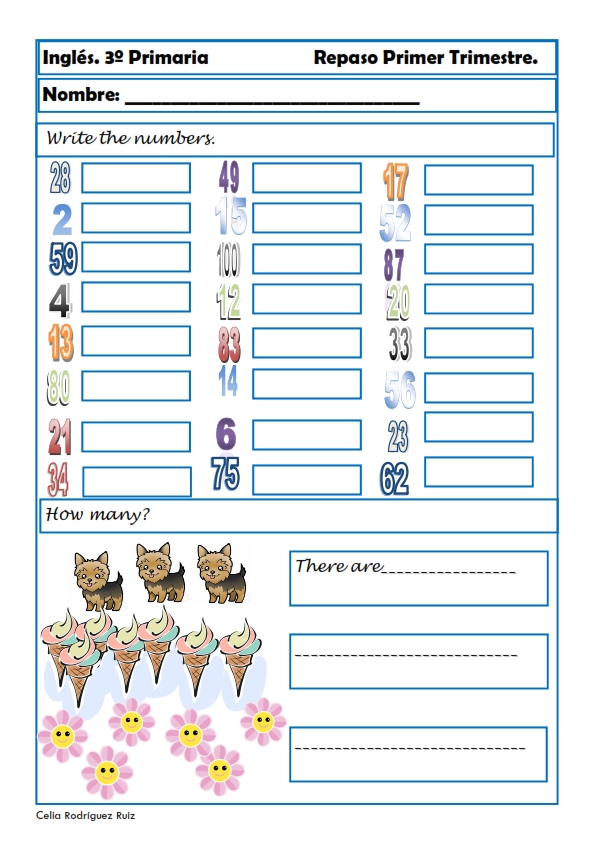 Inglés. 3º Primaria Repaso Primer Trimestre.
Nombre: ________________________________
Write the numbers.
28 49 17
2 15 52
59 100 87
4 12 20
13 83 33
80 14 56
21 6 23
34 75 62
How many?
There are________________
__________________________
___________________________
Celia Rodríguez Ruiz